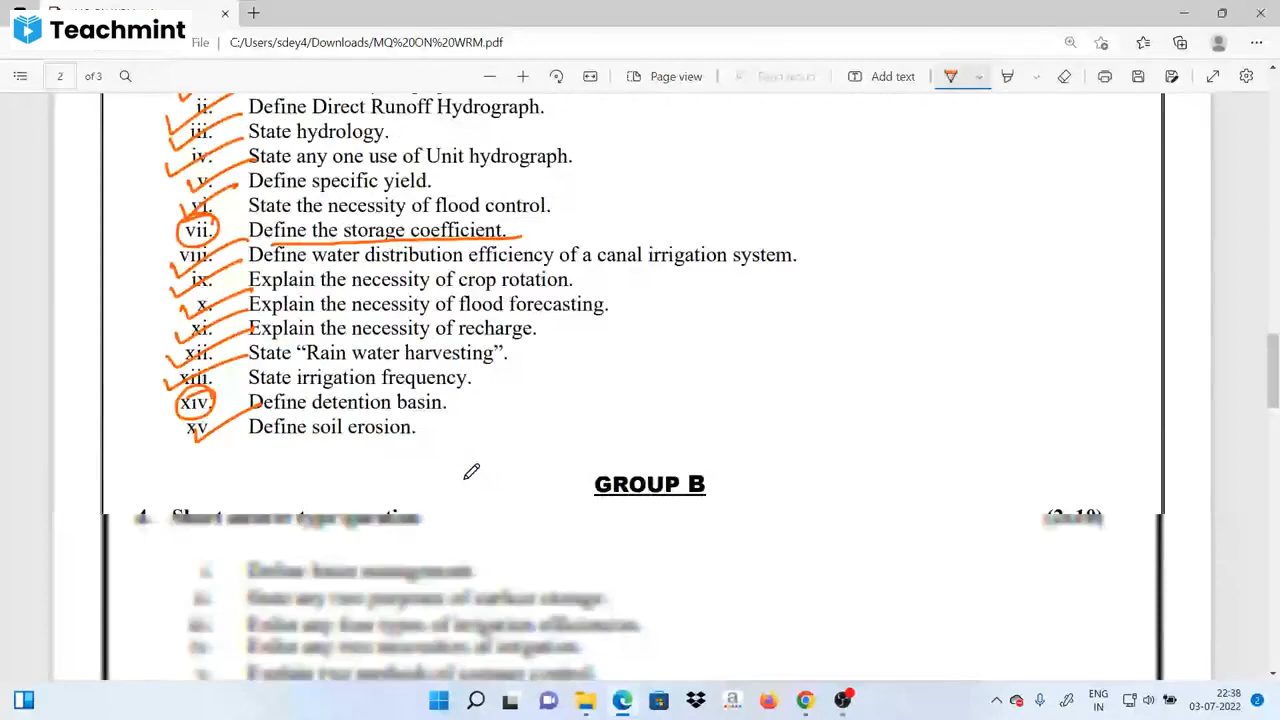 Teachmint
File C:/Users/sdey4/Downloads/MQ%20ON%20WRM.pdf
2 of 3 Page view Add text
ii. Define Direct Runoff Hydrograph.
iii. State hydrology.
iv. State any one use of Unit hydrograph.
v. Define specific yield.
vi. State the necessity of flood control.
vii. Define the storage coefficient.
viii. Define water distribution efficiency of a canal irrigation system.
ix. Explain the necessity of crop rotation.
x. Explain the necessity of flood forecasting.
xi. Explain the necessity of recharge.
xii. State “Rain water harvesting”.
xiii. State irrigation frequency.
xiv. Define detention basin.
xv Define soil erosion.
GROUP B
ENG 22:38
IN 03-07-2022 2